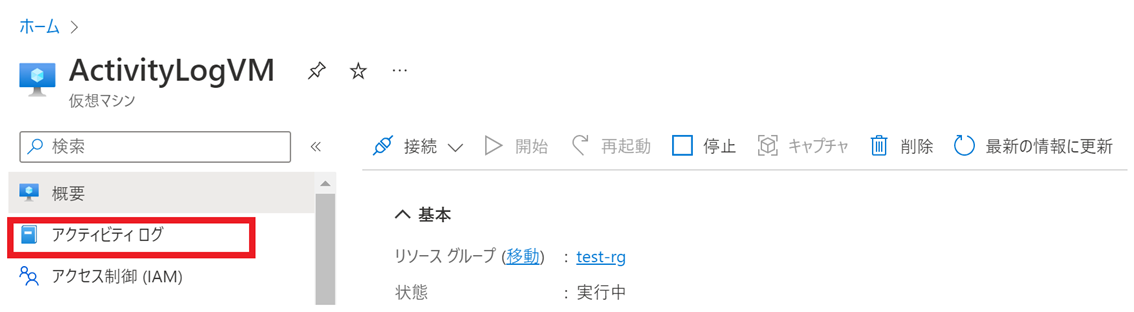 ホーム
ActivityLogVM
仮想マシン
検索
接続 開始 再起動 停止 キャプチャ 削除 最新の情報に更新
概要
アクティビティ ログ
アクセス制御 (IAM)
基本
リソース グループ (移動) : test-rg
状態 : 実行中